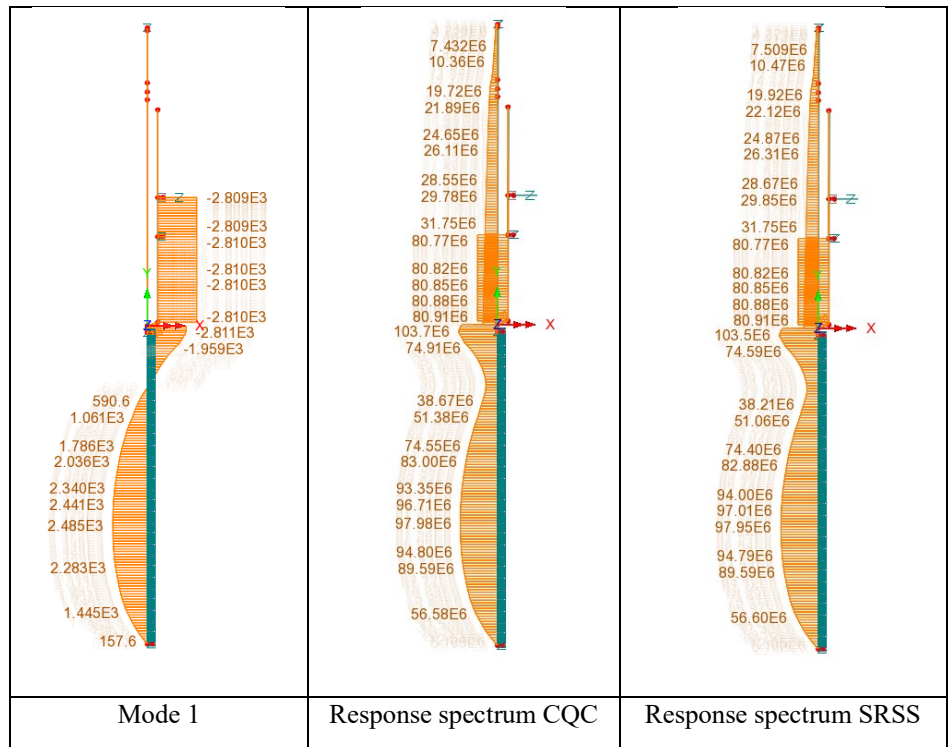 Z
Z
Z
-2.809E3
-2.809E3
-2.810E3
-2.810E3
-2.810E3
Y
-2.810E3
Z
X
-2.811E3
-1.959E3
590.6
1.061E3
1.786E3
2.036E3
2.340E3
2.441E3
2.485E3
2.283E3
1.445E3
157.6
Mode 1
Z
7.432E6
10.36E6
19.72E6
21.89E6
24.65E6
26.11E6
28.55E6
29.78E6
Z
31.75E6
80.77E6
Z
80.82E6
Y
80.85E6
80.88E6
80.91E6
Z
X
103.7E6
74.91E6
38.67E6
51.38E6
74.55E6
83.00E6
93.35E6
96.71E6
97.98E6
94.80E6
89.59E6
56.58E6
Response spectrum CQC
Z
7.509E6
10.47E6
19.92E6
22.12E6
24.87E6
26.31E6
28.67E6
29.85E6
Z
31.75E6
80.77E6
Z
80.82E6
Y
80.85E6
80.88E6
80.91E6
Z
X
103.5E6
74.59E6
38.21E6
51.06E6
74.40E6
82.88E6
94.00E6
97.01E6
97.95E6
94.79E6
89.59E6
56.60E6
Response spectrum SRSS